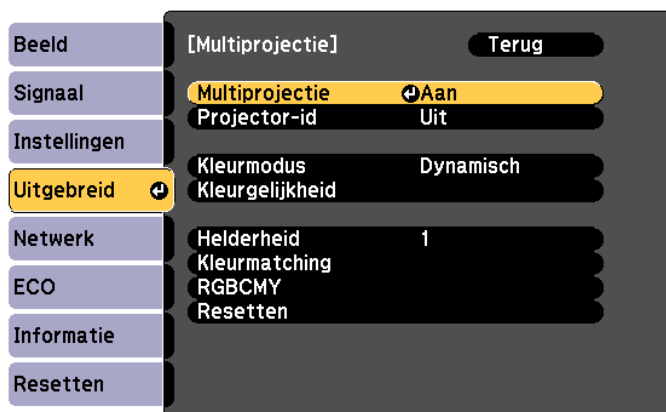 Beeld
Signaal
Instellingen
Uitgebreid
Netwerk
ECO
Informatie
Resetten
[Multiprojectie] Terug
Multiprojectie Aan
Projector-id Uit
Kleurmodus Dynamisch
Kleurgelijkheid
Helderheid 1
Kleurmatching
RGBCMY
Resetten